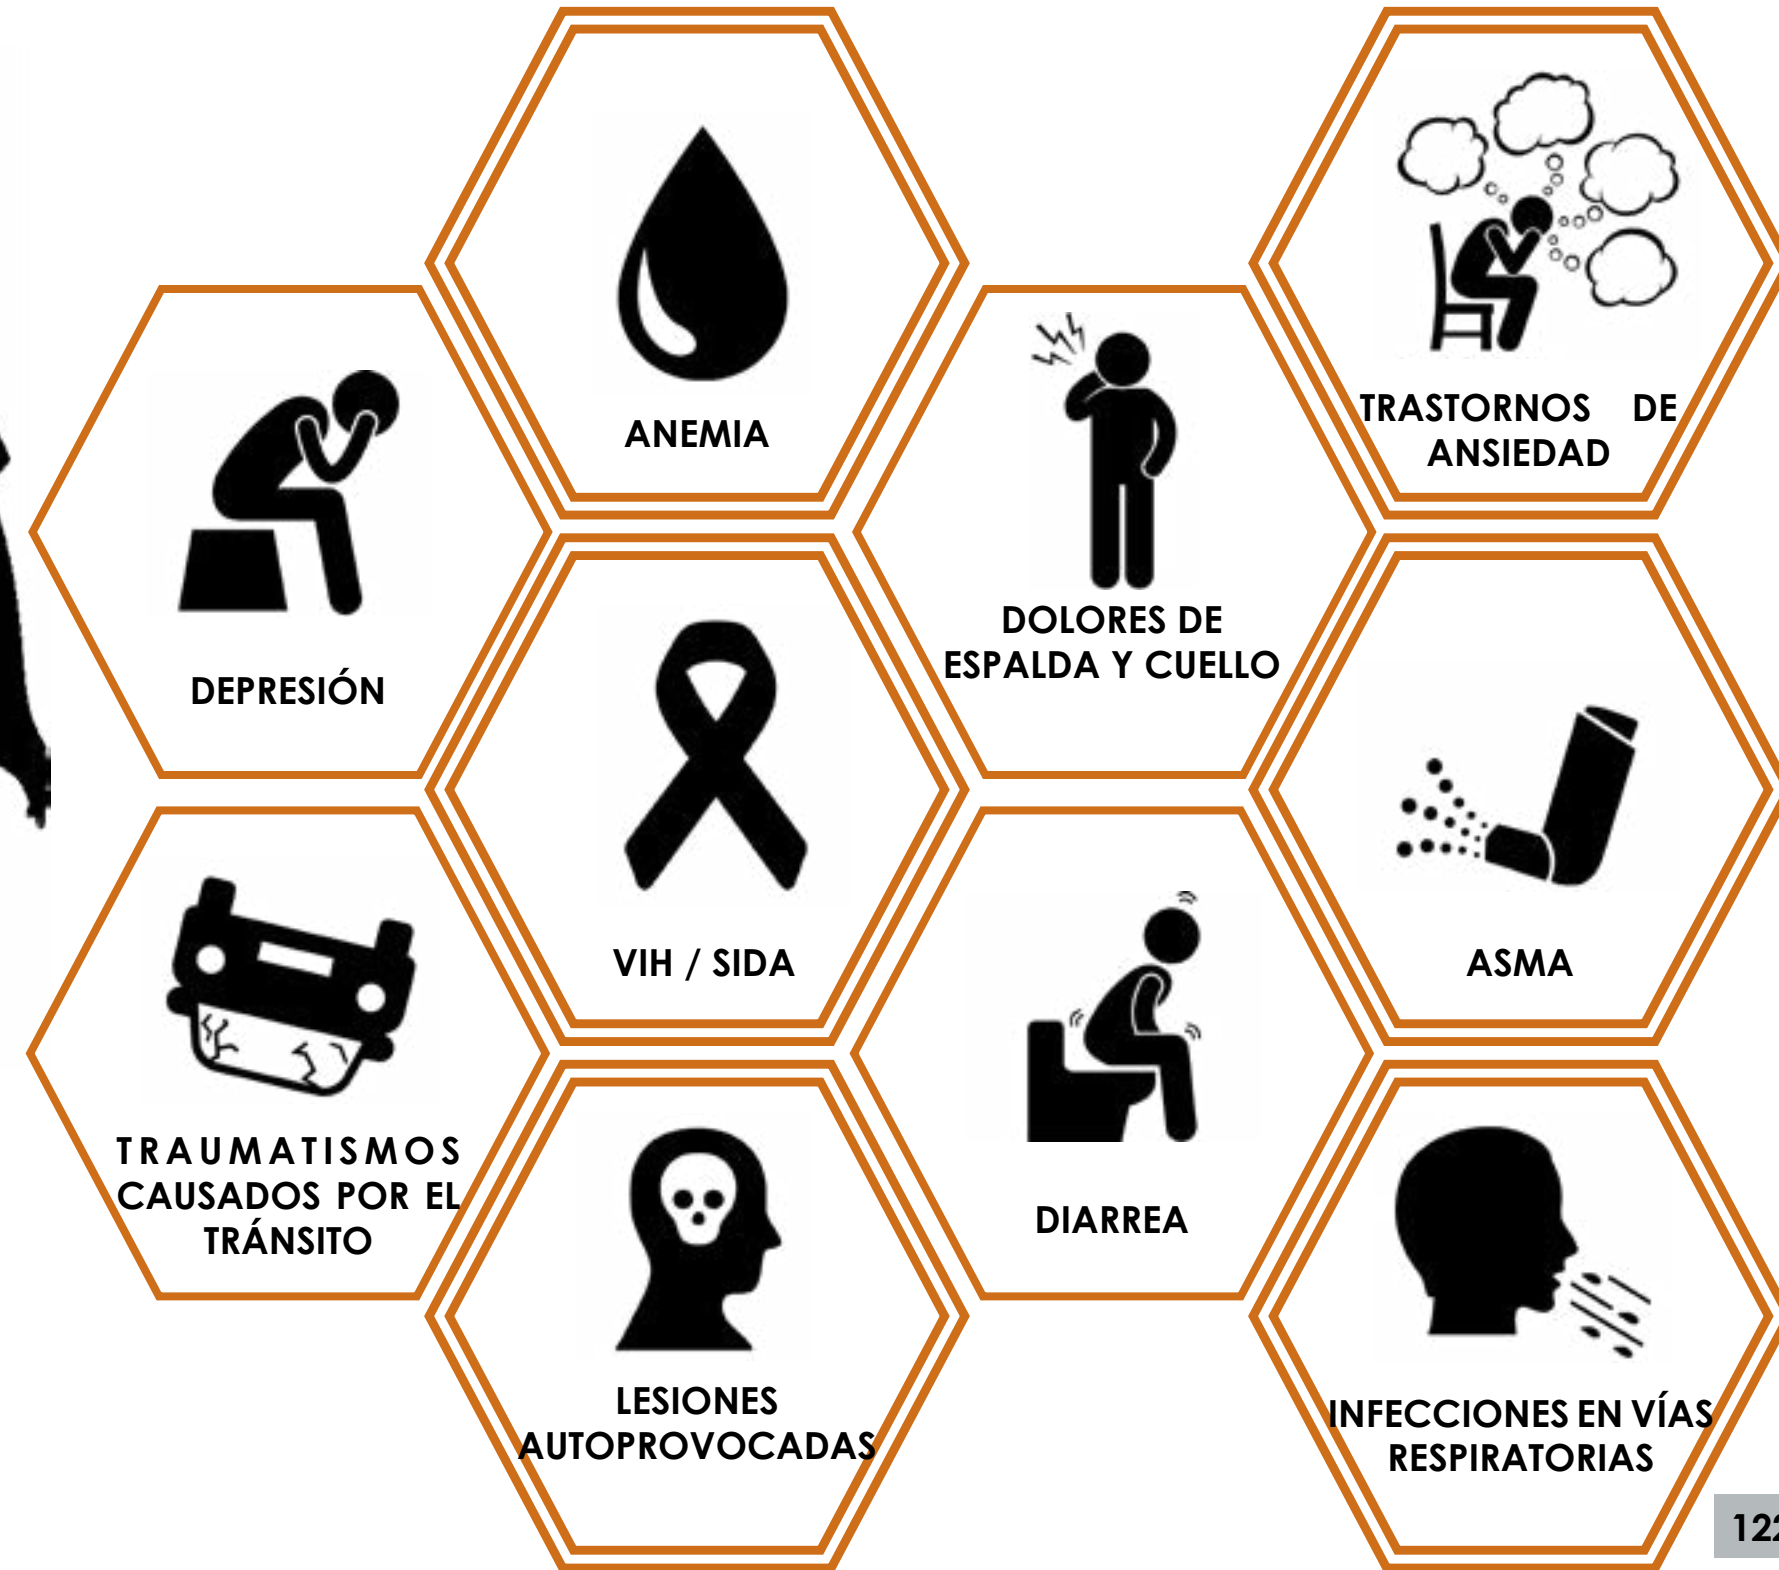 ANEMIA
TRASTORNOS DE
ANSIEDAD
DEPRESIÓN
DOLORES DE
ESPALDA Y CUELLO
VIH / SIDA
ASMA
TRAUMATISMOS
CAUSADOS POR EL
TRÁNSITO
DIARREA
LESIONES
AUTOPROVOCADAS
INFECCIONES EN VÍAS
RESPIRATORIAS
122